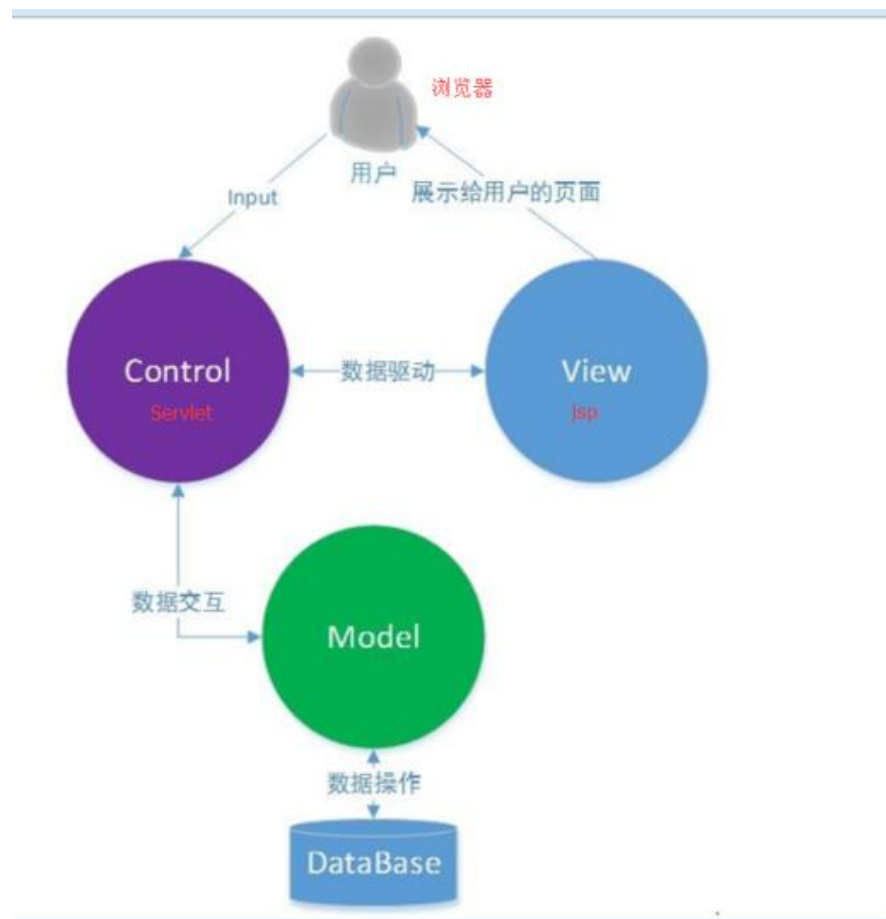 浏览器
用户
Input
展示给用户的页面
Control
Servlet
数据驱动
View
jsp
数据交互
Model
数据操作
DataBase